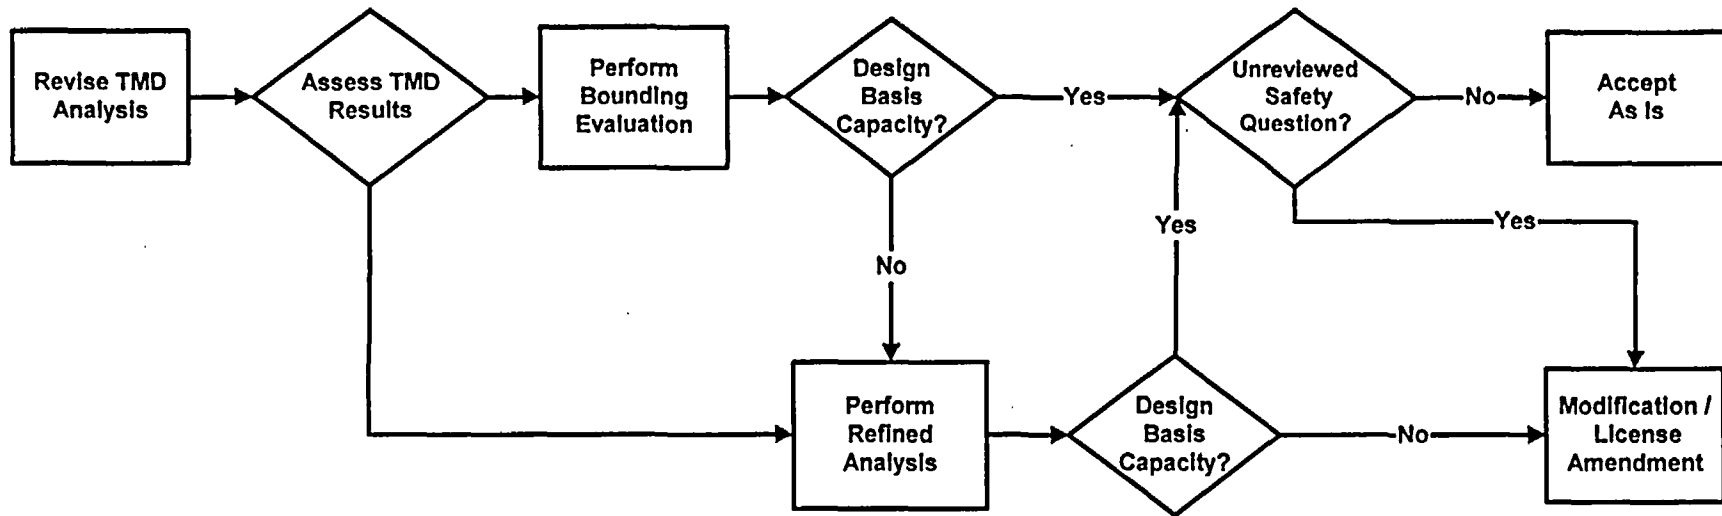 Revise TMD
Analysis
Assess TMD
Results
Perform
Bounding
Evaluation
Design
Basis
Capacity?
Yes
Unreviewed
Safety
Question?
No
Accept
As Is
Yes
Yes
No
Perform
Refined
Analysis
Design
Basis
Capacity?
No
Modification /
License
Amendment